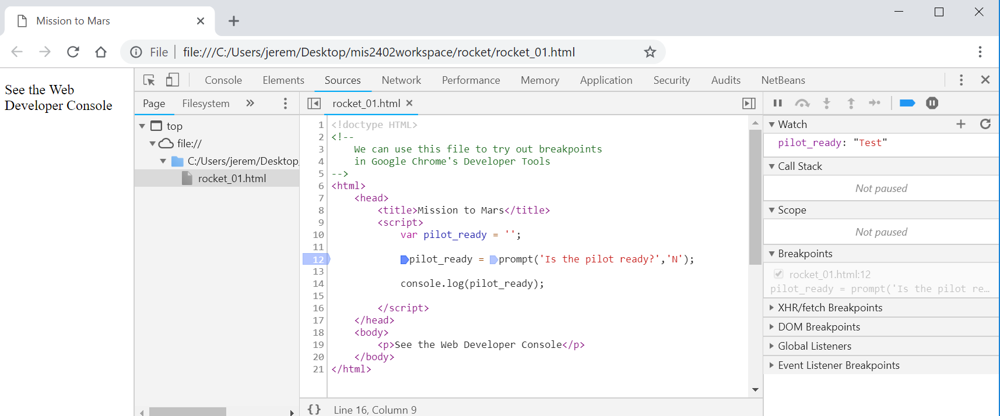 Mission to Mars
File
file:///C:/Users/jerem/Desktop/mis2402workspace/rocket/rocket_01.html
See the Web
Developer Console
Console Elements Sources Network Performance Memory Application Security Audits NetBeans
Page Filesystem »
top
file://
C:/Users/jerem/Desktop
rocket_01.html
rocket_01.html
1 <!doctype HTML>
2 <!--
3 We can use this file to try out breakpoints
4 in Google Chrome's Developer Tools
5 -->
6 <html>
7 <head>
8 <title>Mission to Mars</title>
9 <script>
10 var pilot_ready = '';
11
12 pilot_ready = prompt('Is the pilot ready?','N');
13
14 console.log(pilot_ready);
15
16 </script>
17 </head>
18 <body>
19 <p>See the Web Developer Console</p>
20 </body>
21 </html>
{} Line 16, Column 9
Watch
pilot_ready: "Test"
Call Stack
Not paused
Scope
Not paused
Breakpoints
rocket_01.html:12
pilot_ready = prompt('Is the pilot re…
XHR/fetch Breakpoints
DOM Breakpoints
Global Listeners
Event Listener Breakpoints